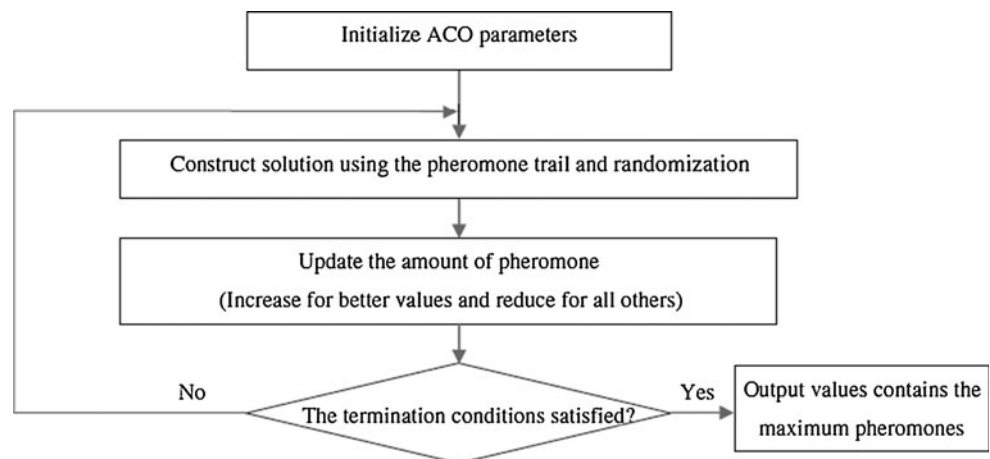 Initialize ACO parameters
Construct solution using the pheromone trail and randomization
Update the amount of pheromone
(Increase for better values and reduce for all others)
The termination conditions satisfied?
No
Yes
Output values contains the
maximum pheromones